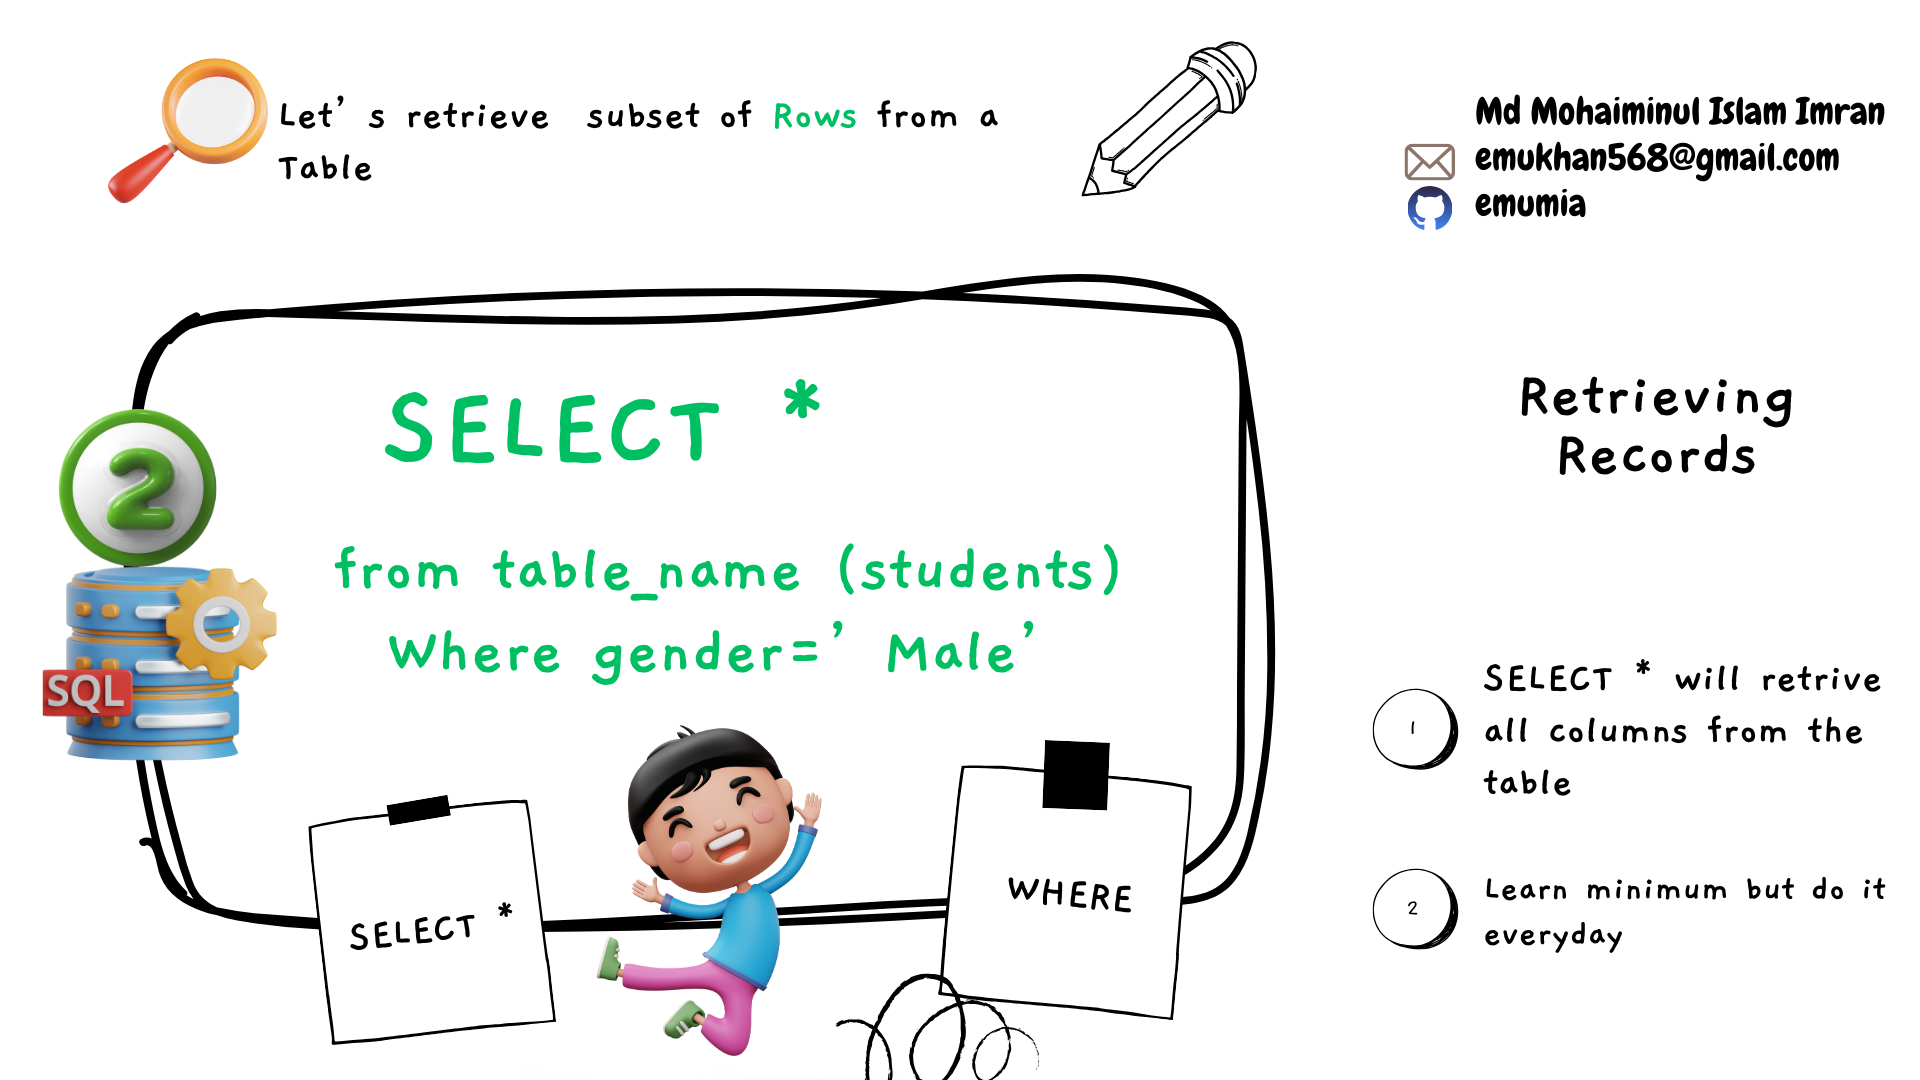 Let’s retrieve subset of Rows from a
Table
Md Mohaiminul Islam Imran
emukhan568@gmail.com
emumia
SELECT *
from table_name (students)
Where gender=’Male’
2
SQL
SELECT *
WHERE
Retrieving
Records
1
SELECT * will retrive
all columns from the
table
2
Learn minimum but do it
everyday